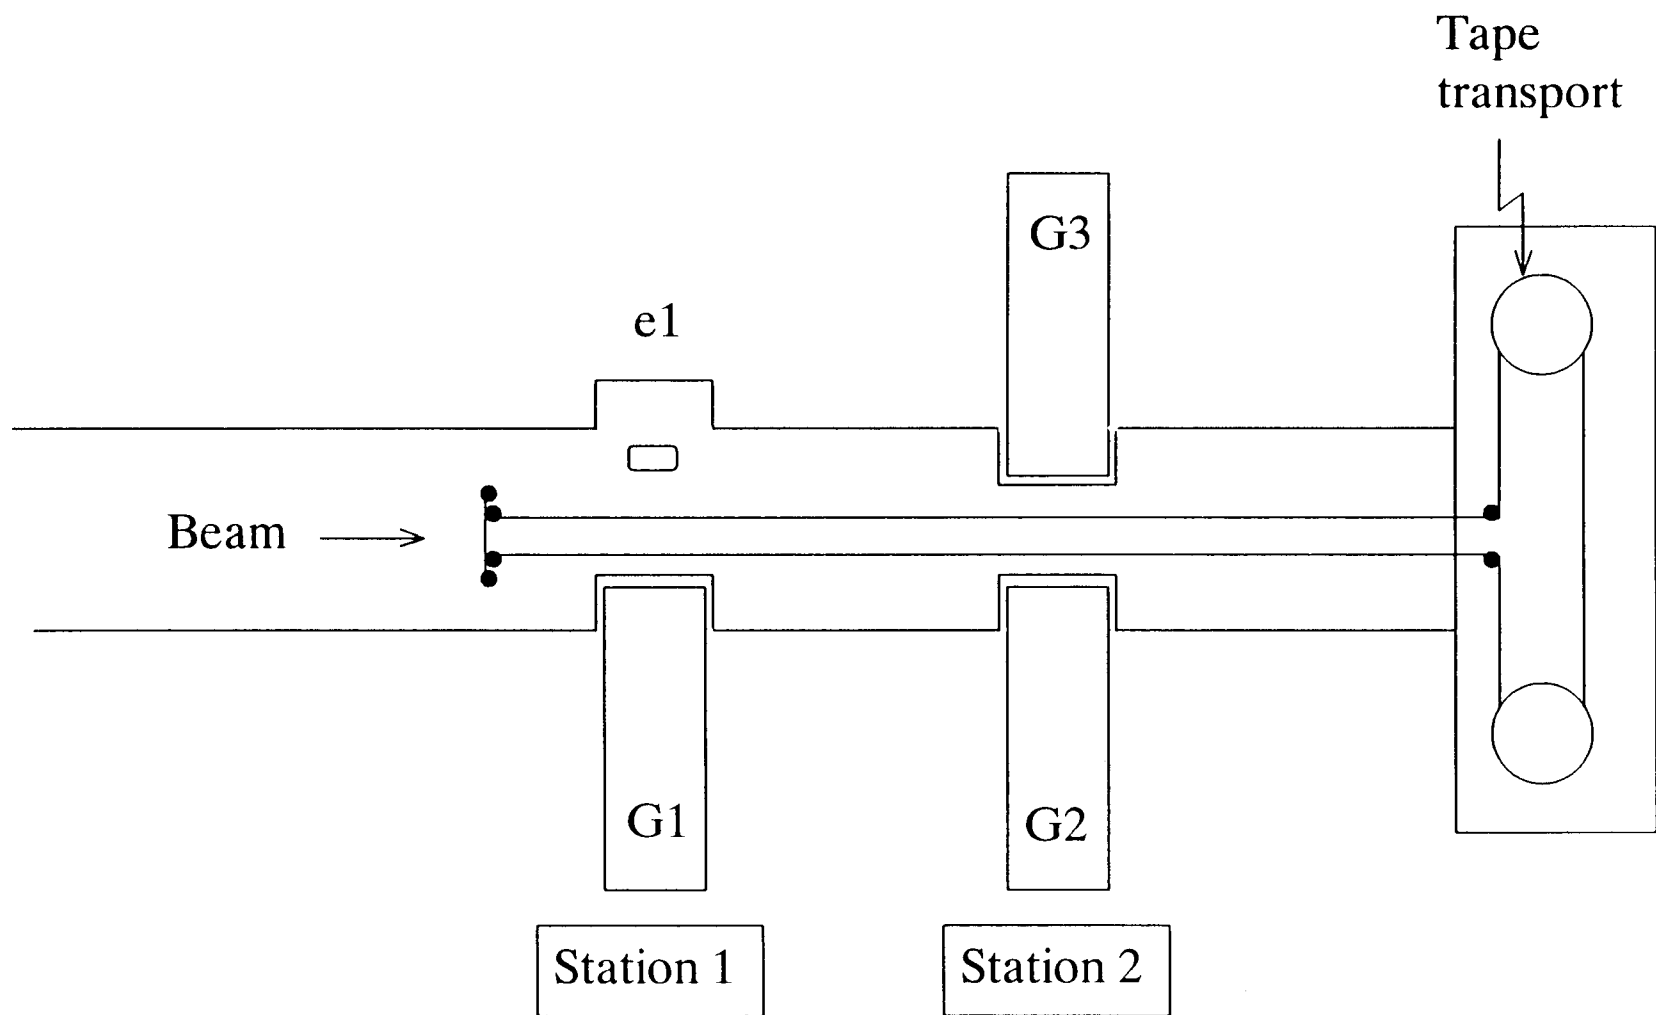 Tape
transport
G3
e1
Beam
G1
G2
Station 1
Station 2